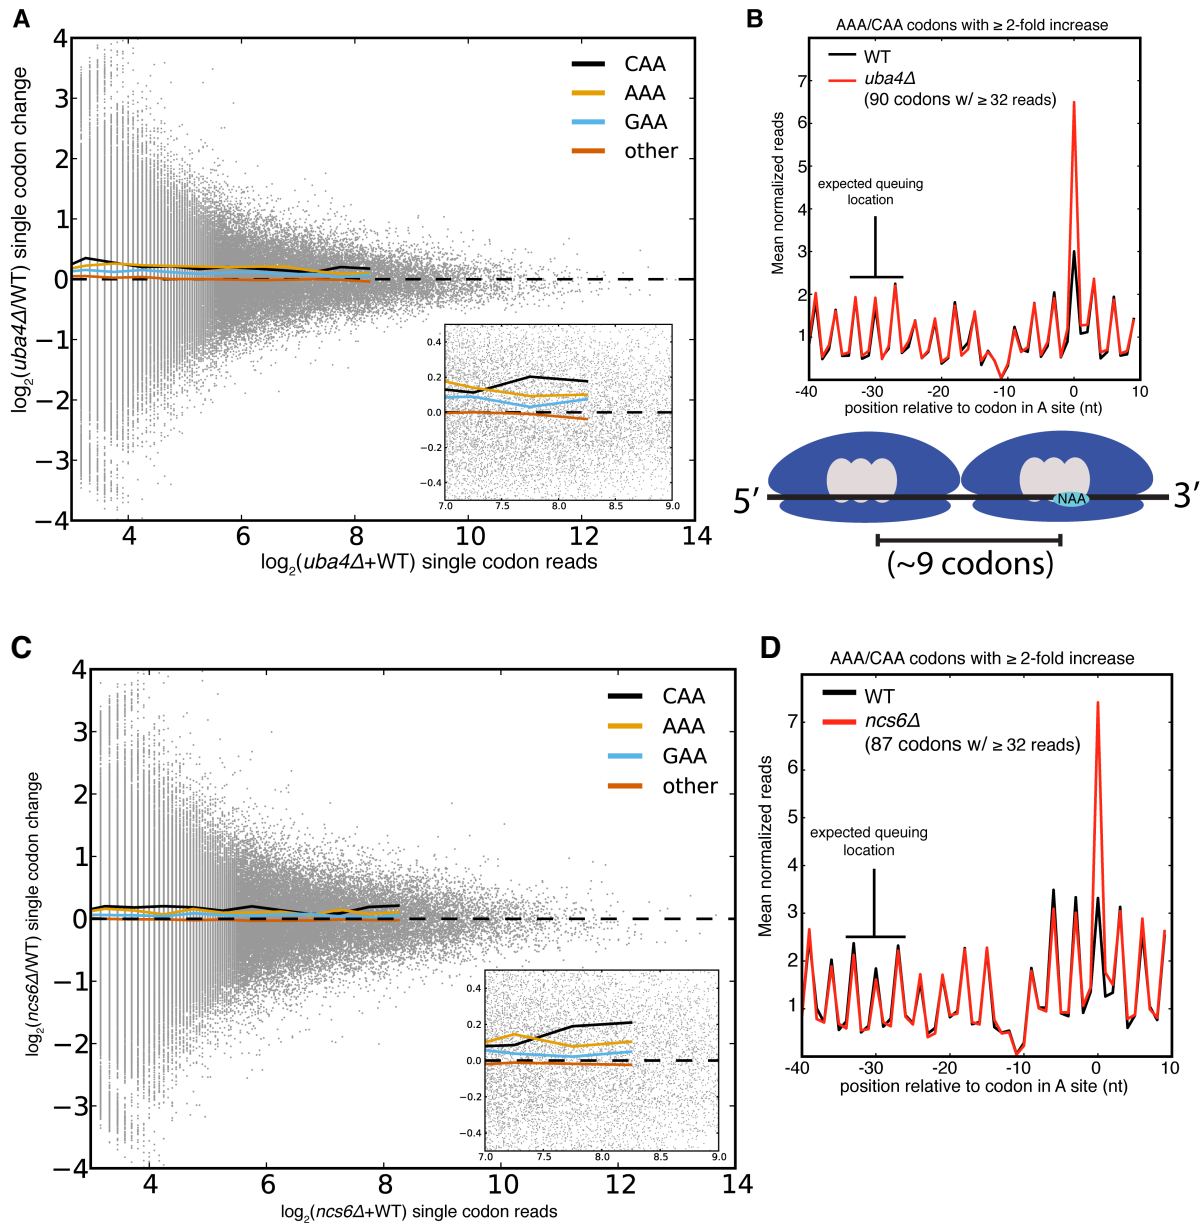 A
4
3
2
1
0
−1
−2
−3
−4
log2(uba4Δ/WT) single codon change
CAA
AAA
GAA
other
0.4
0.2
0.0
−0.2
−0.4
7.0 7.5 8.0 8.5 9.0
4 6 8 10 12 14
log2(uba4Δ+WT) single codon reads
B
AAA/CAA codons with ≥ 2-fold increase
WT
uba4Δ
(90 codons w/ ≥ 32 reads)
expected queuing
location
Mean normalized reads
7
6
5
4
3
2
1
-40 -30 -20 -10 0 10
position relative to codon in A site (nt)
5′ NAA 3′
(~9 codons)
C
4
3
2
1
0
−1
−2
−3
−4
log2(ncs6Δ/WT) single codon change
CAA
AAA
GAA
other
0.4
0.2
0.0
−0.2
−0.4
7.0 7.5 8.0 8.5 9.0
4 6 8 10 12 14
log2(ncs6Δ+WT) single codon reads
D
AAA/CAA codons with ≥ 2-fold increase
WT
ncs6Δ
(87 codons w/ ≥ 32 reads)
expected queuing
location
Mean normalized reads
7
6
5
4
3
2
1
-40 -30 -20 -10 0 10
position relative to codon in A site (nt)